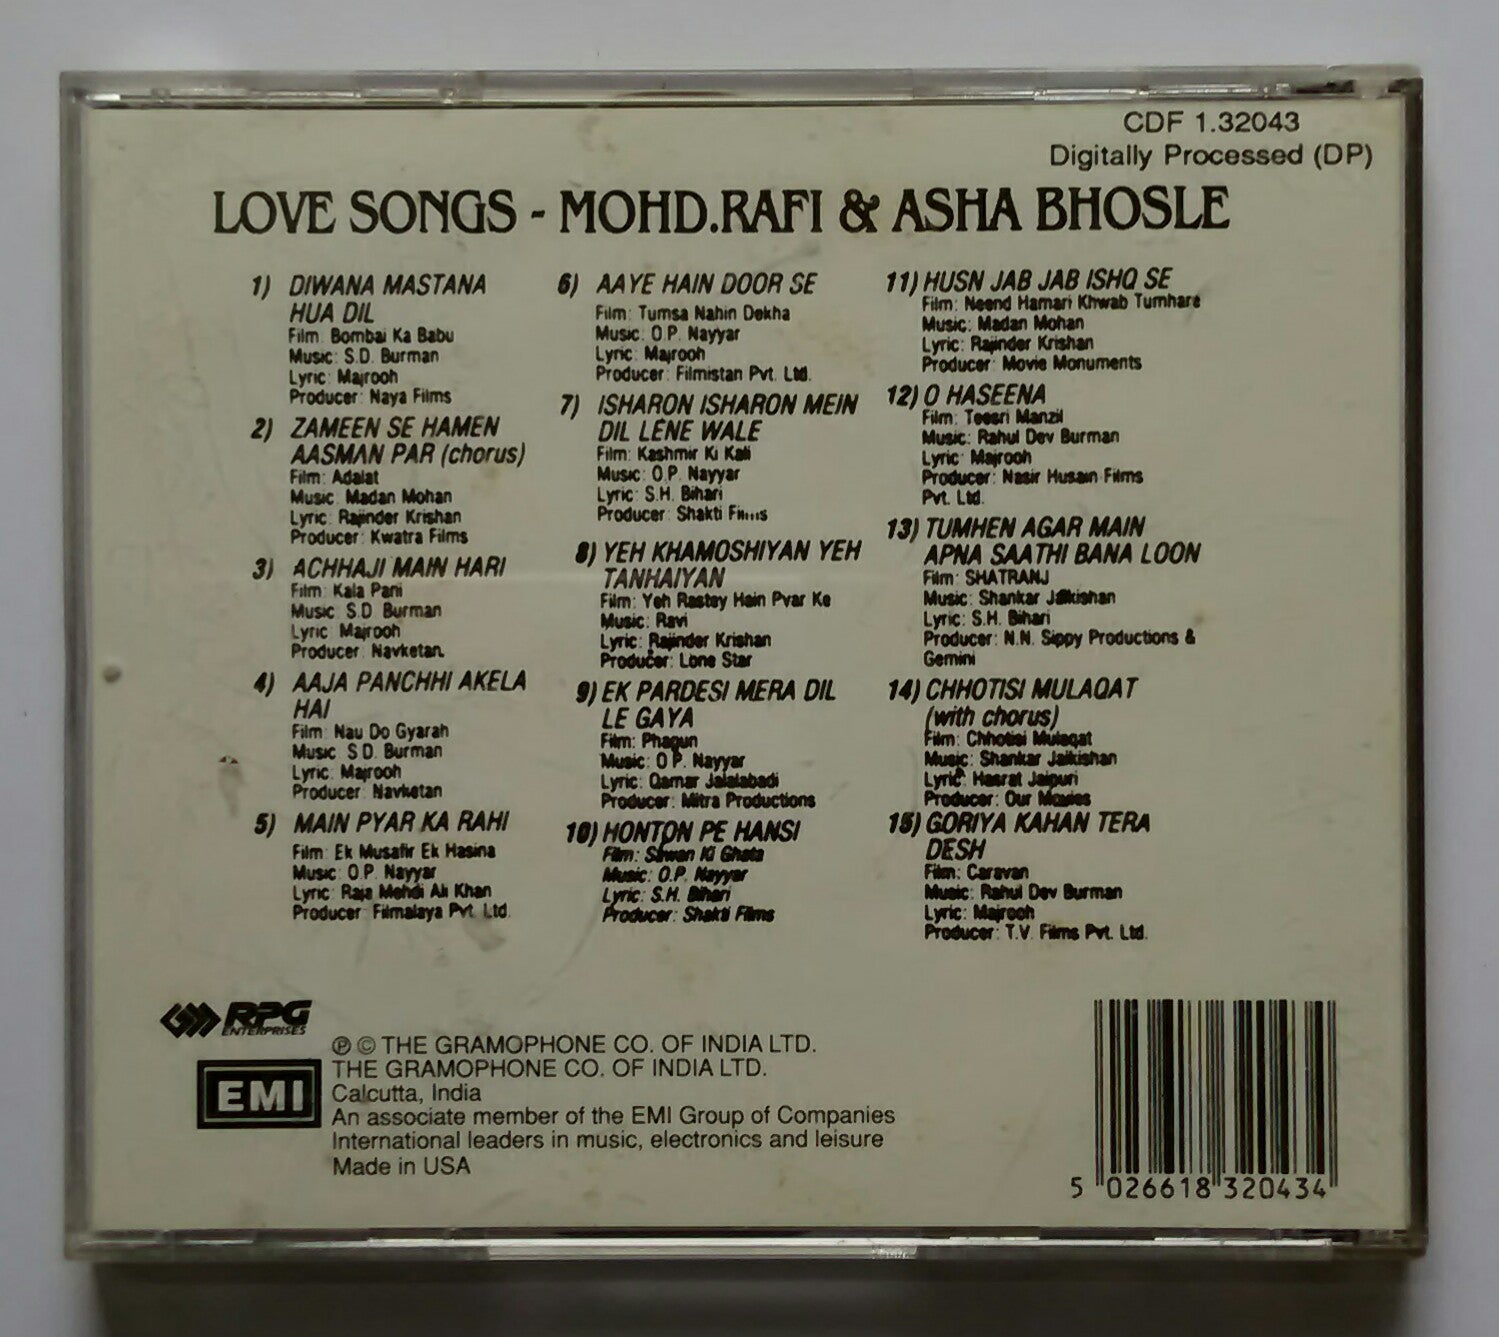 CDF 1.32043
Digitally Processed (DP)
LOVE SONGS - MOHD.RAFI & ASHA BHOSLE
1) DIWANA MASTANA
HUA DIL
Film: Bombai Ka Babu
Music: S.D. Burman
Lyric: Majrooh
Producer: Naya Films
2) ZAMEEN SE HAMEN
AASMAN PAR (chorus)
Film: Adalat
Music: Madan Mohan
Lyric: Rajinder Krishan
Producer: Kwatra Films
3) ACHHAJI MAIN HARI
Film: Kala Pani
Music: S.D. Burman
Lyric: Majrooh
Producer: Navketan
4) AAJA PANCHHI AKELA
HAI
Film: Nau Do Gyarah
Music: S.D. Burman
Lyric: Majrooh
Producer: Navketan
5) MAIN PYAR KA RAHI
Film: Ek Musafir Ek Hasina
Music: O.P. Nayyar
Lyric: Raja Mehdi Ali Khan
Producer: Filmalaya Pvt. Ltd.
6) AAYE HAIN DOOR SE
Film: Tumsa Nahin Dekha
Music: O.P. Nayyar
Lyric: Majrooh
Producer: Filmistan Pvt. Ltd.
7) ISHARON ISHARON MEIN
DIL LENE WALE
Film: Kashmir Ki Kali
Music: O.P. Nayyar
Lyric: S.H. Bihari
Producer: Shakti Films
8) YEH KHAMOSHIYAN YEH
TANHAIYAN
Film: Yeh Rastey Hain Pyar Ke
Music: Ravi
Lyric: Rajinder Krishan
Producer: Lone Star
9) EK PARDESI MERA DIL
LE GAYA
Film: Phagun
Music: O.P. Nayyar
Lyric: Qamar Jalalabadi
Producer: Mitra Productions
10) HONTON PE HANSI
Film: Sawan Ki Ghata
Music: O.P. Nayyar
Lyric: S.H. Bihari
Producer: Shakti Films
11) HUSN JAB JAB ISHQ SE
Film: Neend Hamari Khwab Tumhare
Music: Madan Mohan
Lyric: Rajinder Krishan
Producer: Movie Monuments
12) O HASEENA
Film: Teesri Manzil
Music: Rahul Dev Burman
Lyric: Majrooh
Producer: Nasir Husain Films
Pvt. Ltd.
13) TUMHEN AGAR MAIN
APNA SAATHI BANA LOON
Film: SHATRANJ
Music: Shankar Jaikishan
Lyric: S.H. Bihari
Producer: N.N. Sippy Productions &
Gemini
14) CHHOTISI MULAQAT
(with chorus)
Film: Chhotisi Mulaqat
Music: Shankar Jaikishan
Lyric: Hasrat Jaipuri
Producer: Our Movies
15) GORIYA KAHAN TERA
DESH
Film: Caravan
Music: Rahul Dev Burman
Lyric: Majrooh
Producer: T.V. Films Pvt. Ltd.
RPG
ENTERPRISES
EMI
℗ © THE GRAMOPHONE CO. OF INDIA LTD.
THE GRAMOPHONE CO. OF INDIA LTD.
Calcutta, India
An associate member of the EMI Group of Companies
International leaders in music, electronics and leisure
Made in USA
5 026618 320434